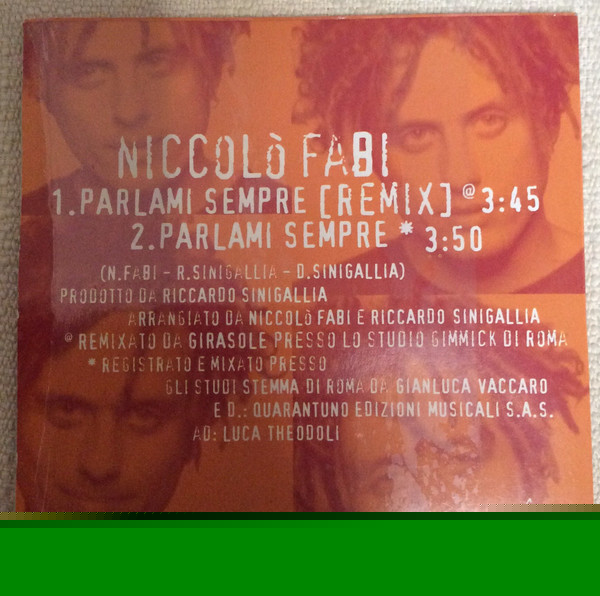 NICCOLÒ FABI
1.PARLAMI SEMPRE [REMIX] @ 3:45
2.PARLAMI SEMPRE * 3:50
(N.FABI - R.SINIGALLIA - D.SINIGALLIA)
PRODOTTO DA RICCARDO SINIGALLIA
ARRANGIATO DA NICCOLÒ FABI E RICCARDO SINIGALLIA
@ REMIXATO DA GIRASOLE PRESSO LO STUDIO GIMMICK DI ROMA
* REGISTRATO E MIXATO PRESSO
GLI STUDI STEMMA DI ROMA DA GIANLUCA VACCARO
E D.: QUARANTUNO EDIZIONI MUSICALI S.A.S.
AD: LUCA THEODOLI